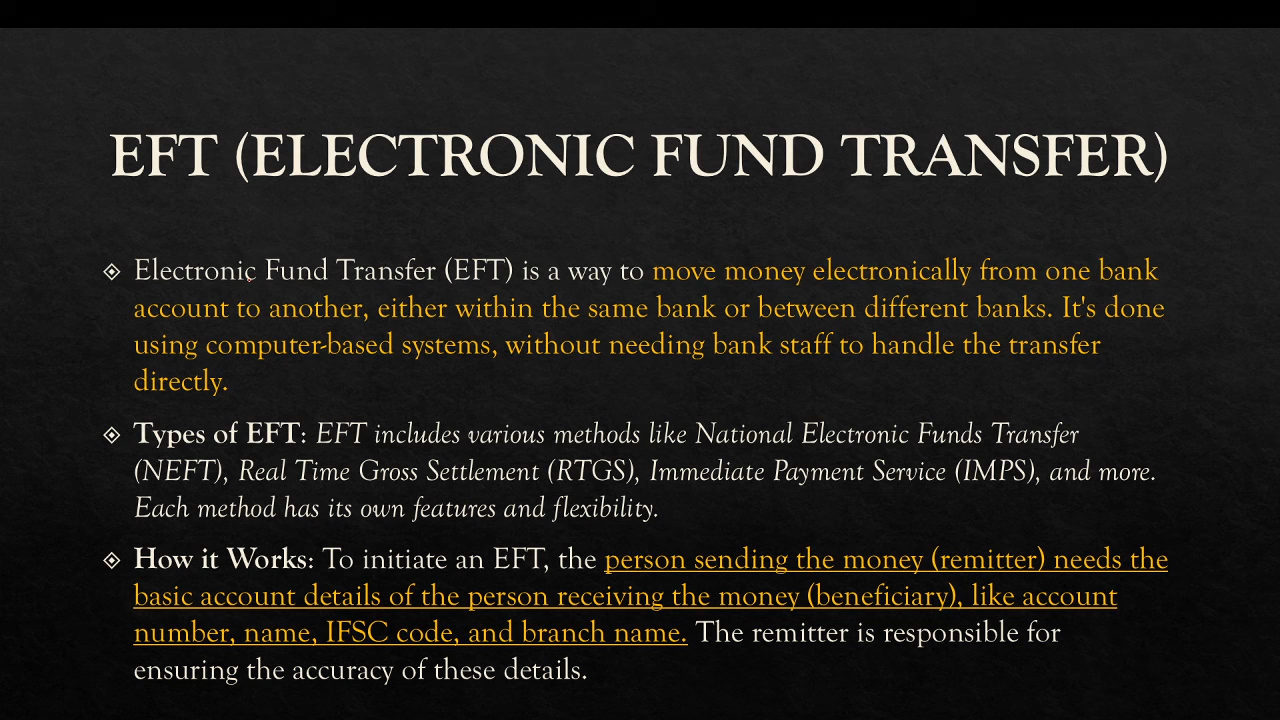 EFT (ELECTRONIC FUND TRANSFER)
Electronic Fund Transfer (EFT) is a way to move money electronically from one bank
account to another, either within the same bank or between different banks. It's done
using computer-based systems, without needing bank staff to handle the transfer
directly.
Types of EFT: EFT includes various methods like National Electronic Funds Transfer
(NEFT), Real Time Gross Settlement (RTGS), Immediate Payment Service (IMPS), and more.
Each method has its own features and flexibility.
How it Works: To initiate an EFT, the person sending the money (remitter) needs the
basic account details of the person receiving the money (beneficiary), like account
number, name, IFSC code, and branch name. The remitter is responsible for
ensuring the accuracy of these details.